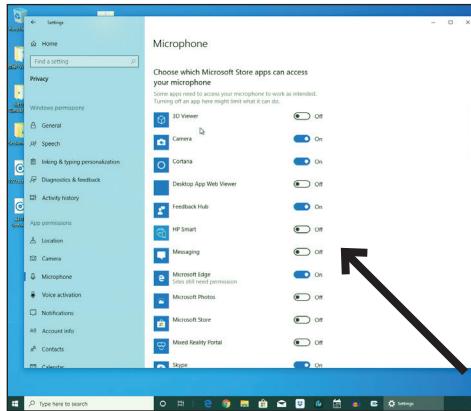 Settings
Home
Find a setting
Privacy
Windows permissions
General
Speech
Inking & typing personalization
Diagnostics & feedback
Activity history
App permissions
Location
Camera
Microphone
Voice activation
Notifications
Account info
Contacts
Calendar
Microphone
Choose which Microsoft Store apps can access
your microphone
Some apps need to access your microphone to work as intended.
Turning off an app here might limit what it can do.
3D Viewer Off
Camera On
Cortana On
Desktop App Web Viewer Off
Feedback Hub On
HP Smart Off
Messaging Off
Microsoft Edge On
Sites still need permission
Microsoft Photos Off
Microsoft Store Off
Mixed Reality Portal Off
Skype On
Type here to search
Settings